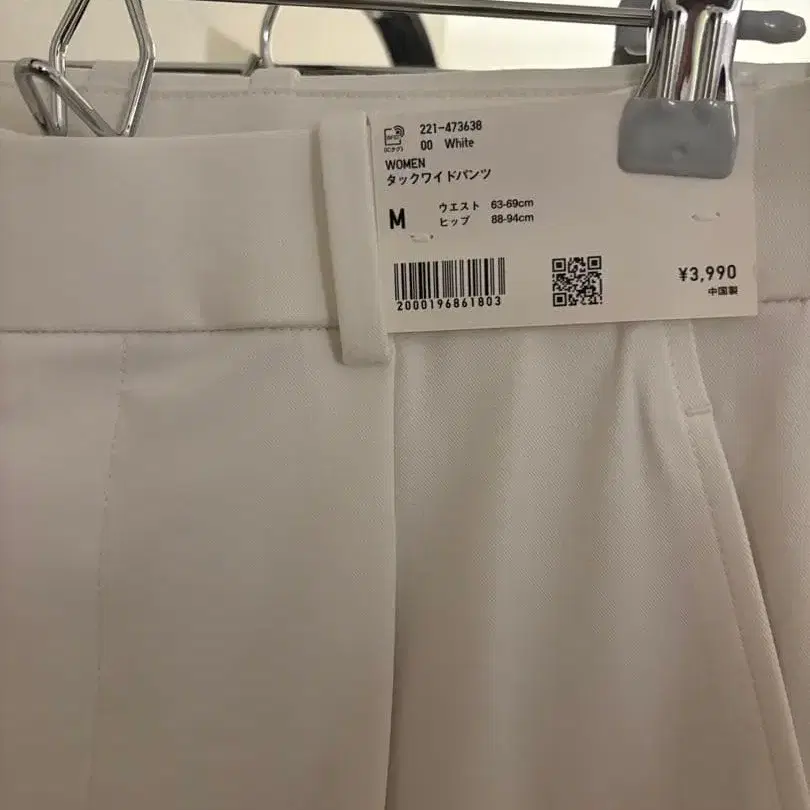 221-473638
00 White
WOMEN
タックワイドパンツ
M
ウエスト 63-69cm
ヒップ 88-94cm
2000196861803
¥3,990
中国製